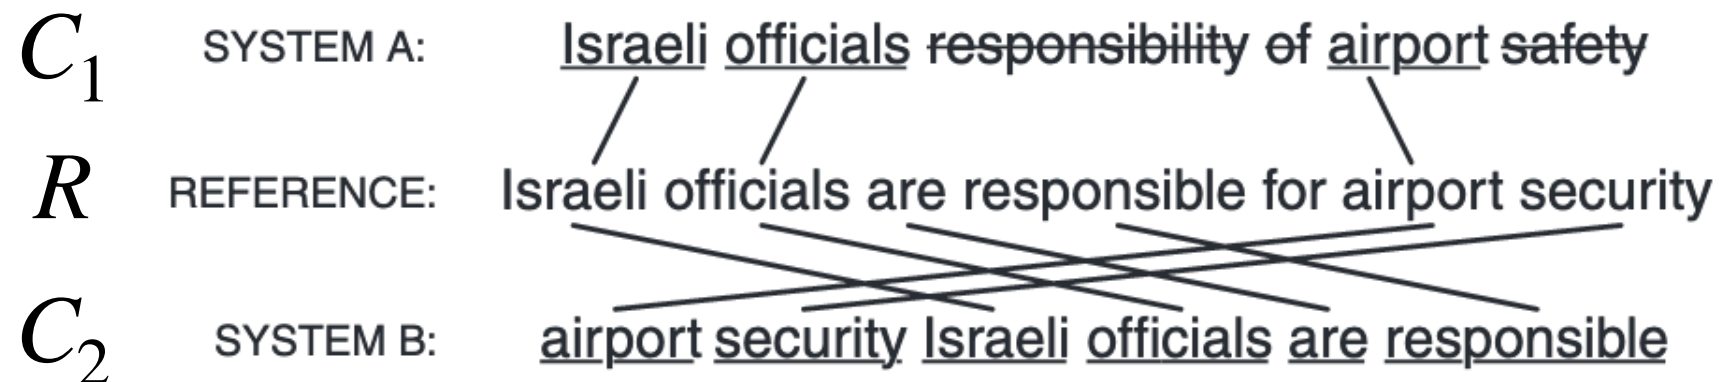 C1 SYSTEM A: Israeli officials responsibility of airport safety
R REFERENCE: Israeli officials are responsible for airport security
C2 SYSTEM B: airport security Israeli officials are responsible